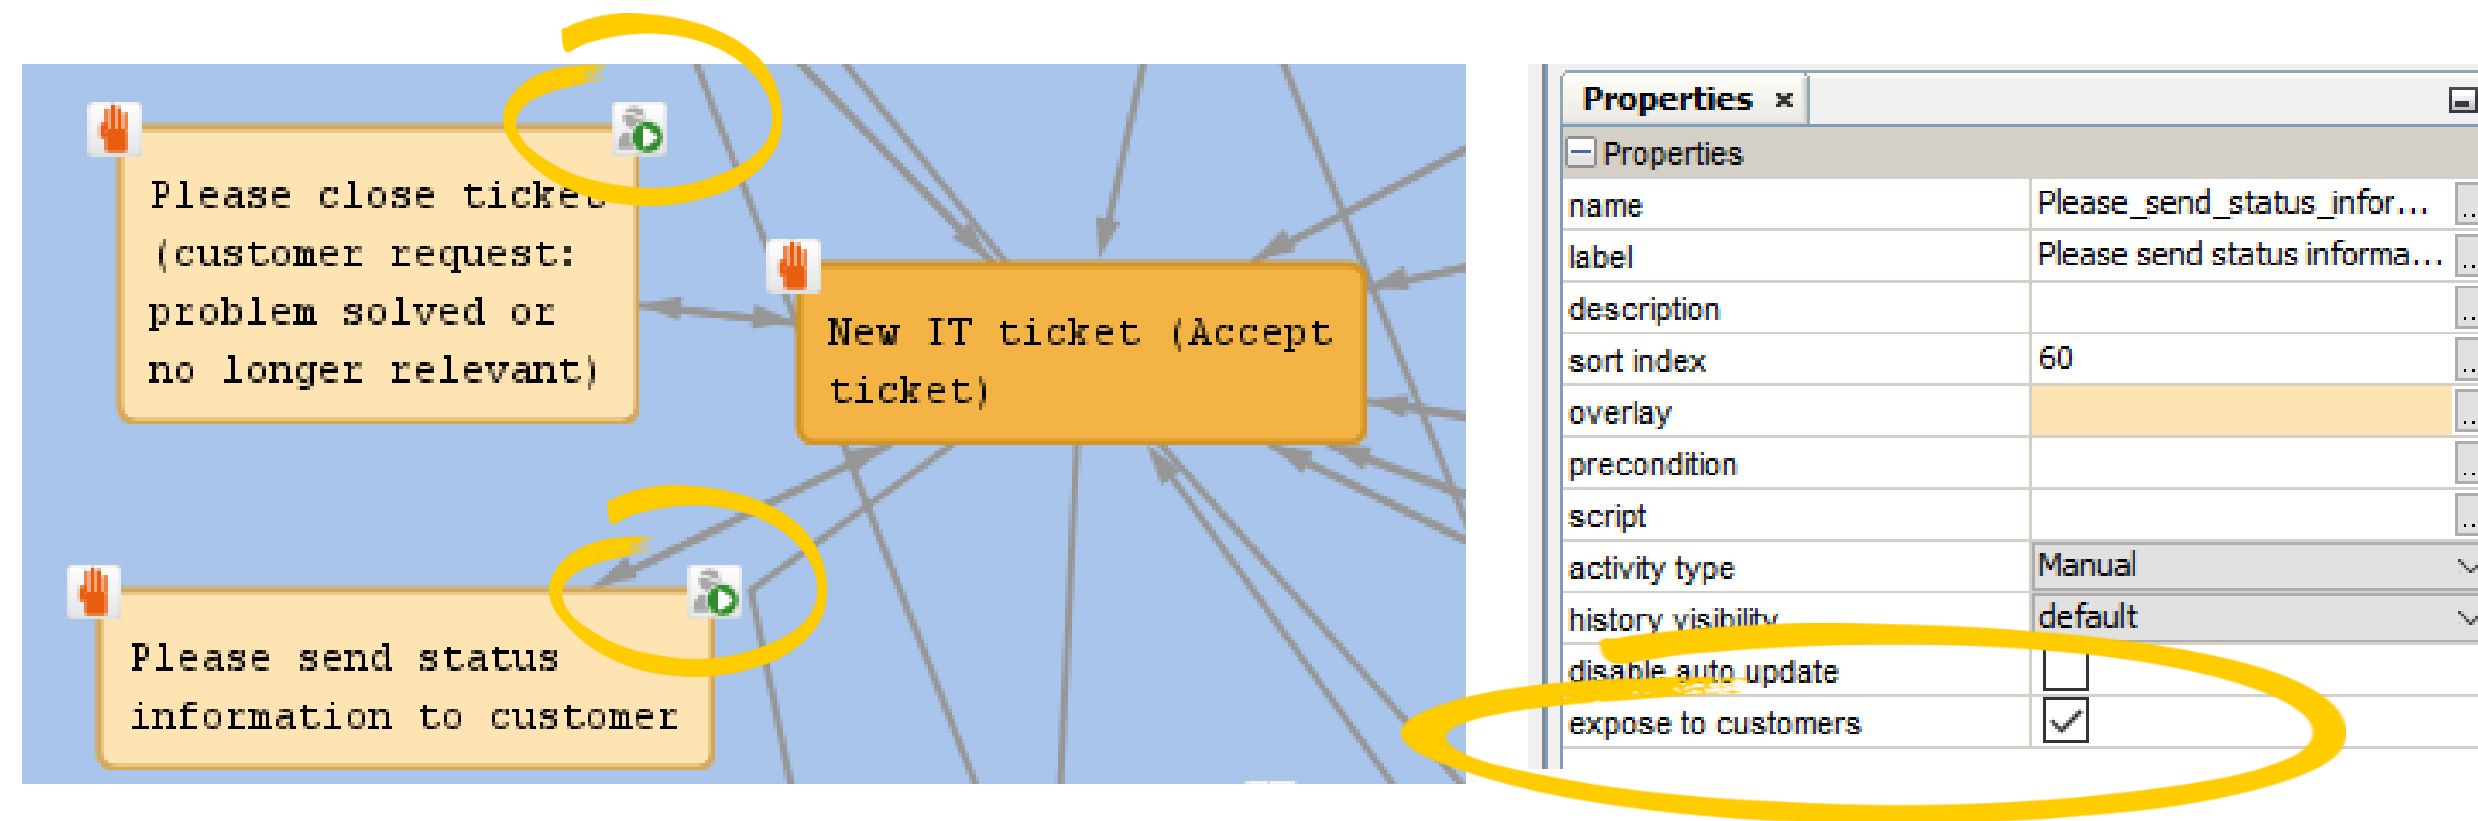 Please close ticket
(customer request:
problem solved or
no longer relevant)
New IT ticket (Accept
ticket)
Please send status
information to customer
Properties ×
Properties
name Please_send_status_infor... ...
label Please send status informa... ...
description ...
sort index 60 ...
overlay ...
precondition ...
script ...
activity type Manual
history visibility default
disable auto update
expose to customers